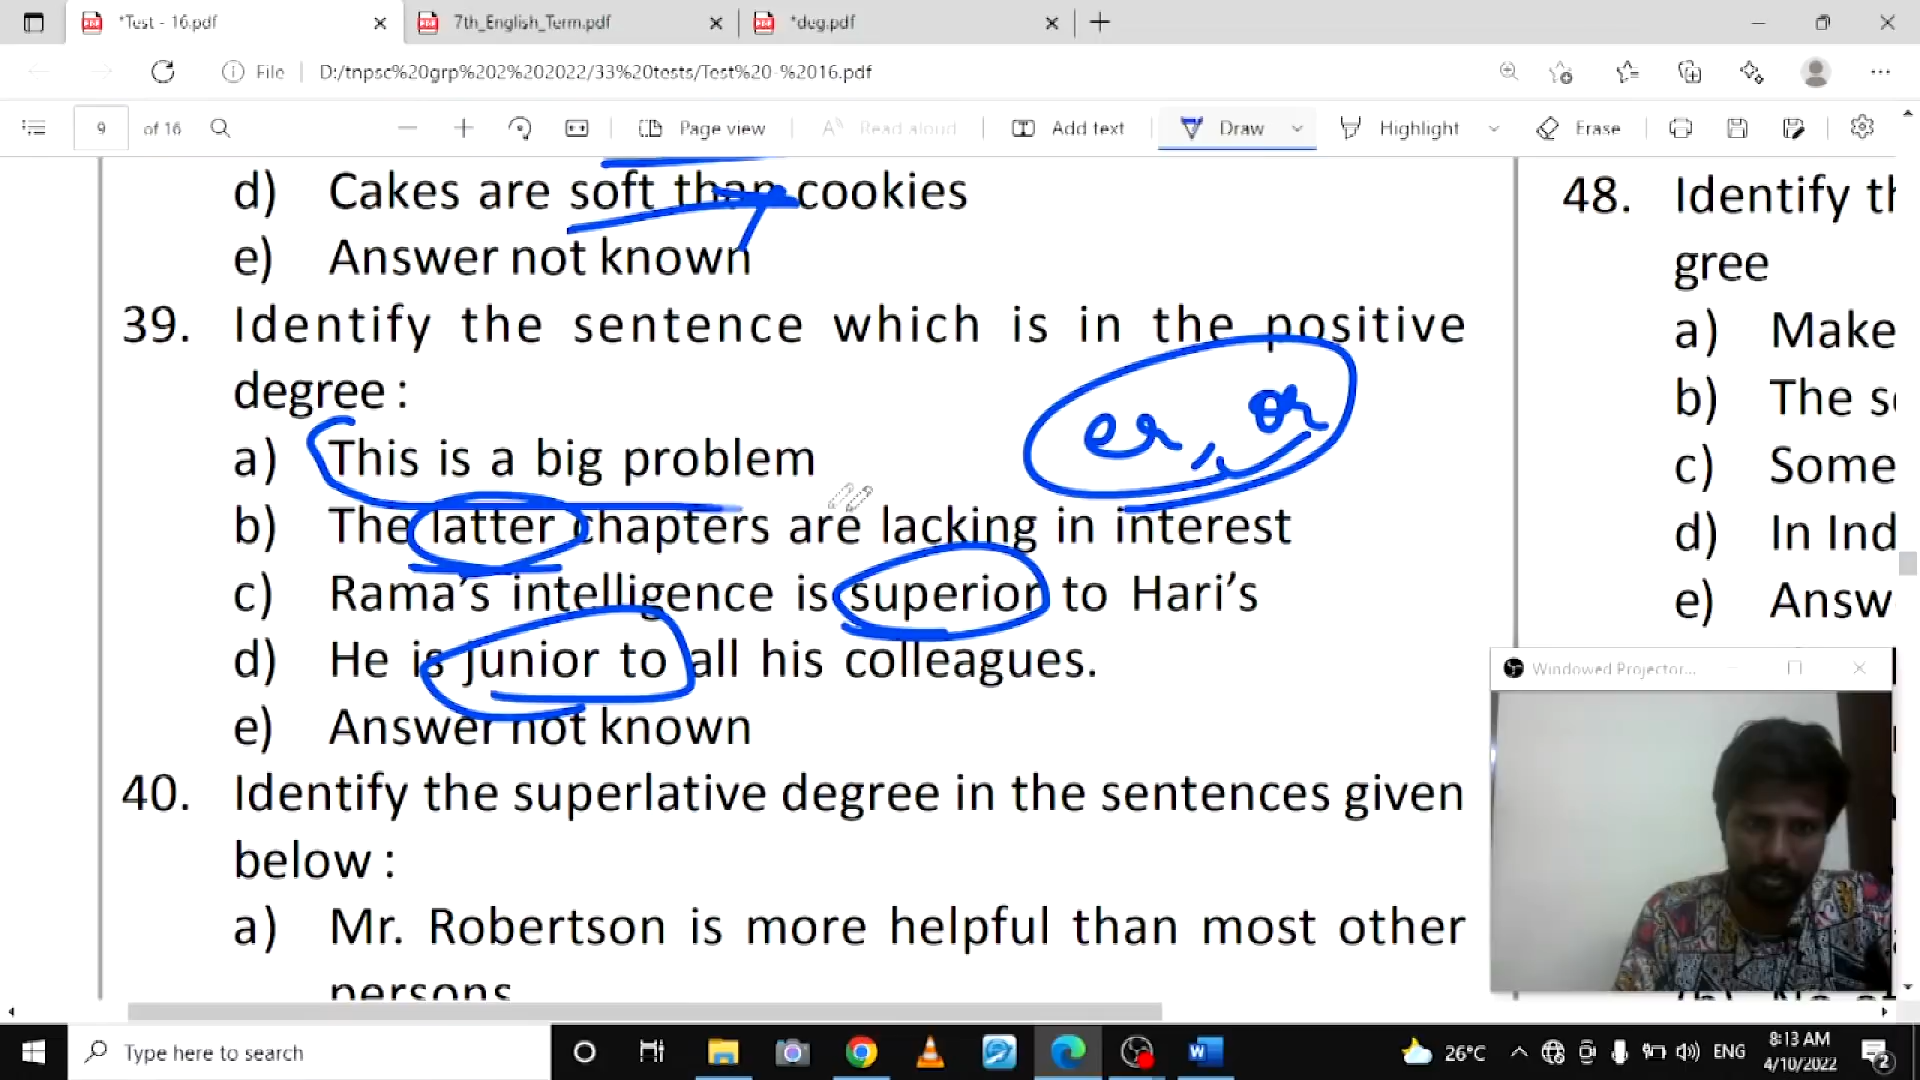 *Test - 16.pdf
7th_English_Term.pdf
*deg.pdf
File
D:/tnpsc%20grp%202%202022/33%20tests/Test%20-%2016.pdf
9
of 16
Page view
Read aloud
Add text
Draw
Highlight
Erase
d) Cakes are soft than cookies
e) Answer not known
39. Identify the sentence which is in the positive
degree :
er, or
a) This is a big problem
b) The latter chapters are lacking in interest
c) Rama's intelligence is superior to Hari's
d) He is junior to all his colleagues.
e) Answer not known
40. Identify the superlative degree in the sentences given
below :
a) Mr. Robertson is more helpful than most other
persons
48. Identify th
gree
a) Make
b) The se
c) Some
d) In Ind
e) Answ
Windowed Projector...
Type here to search
26°C
ENG
8:13 AM
4/10/2022
2